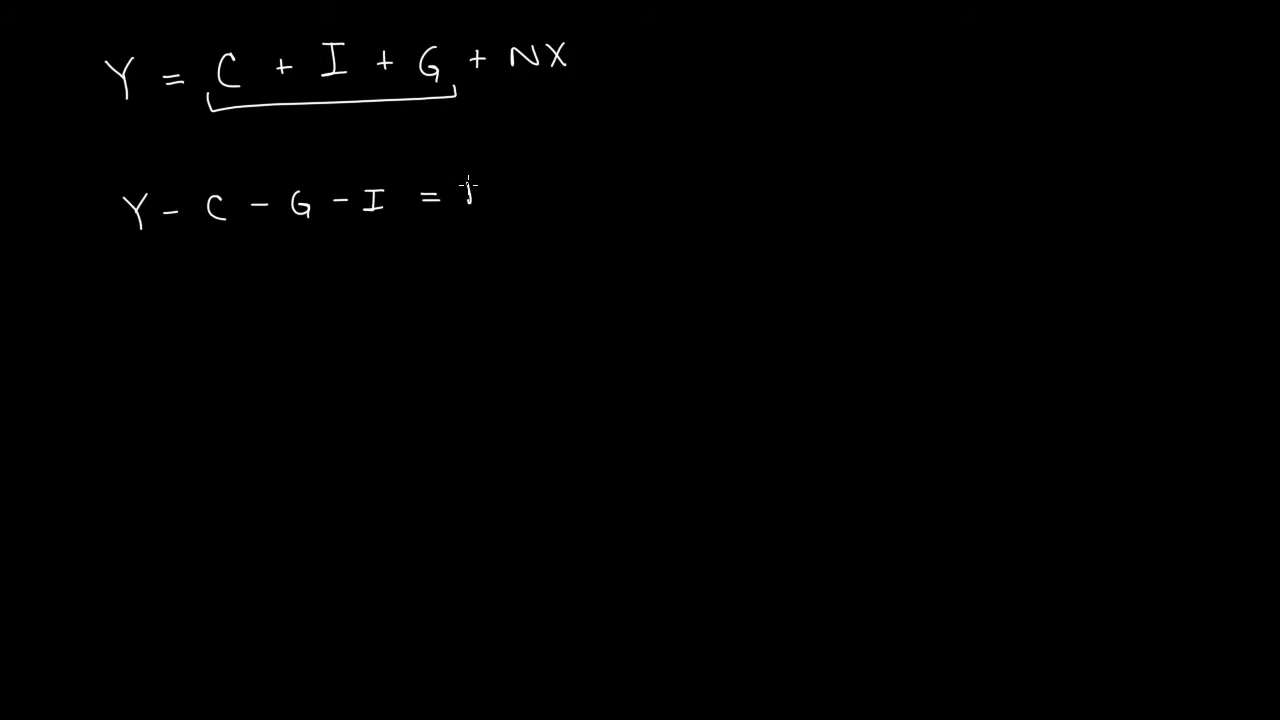 Y = C + I + G + NX
Y - C - G - I =